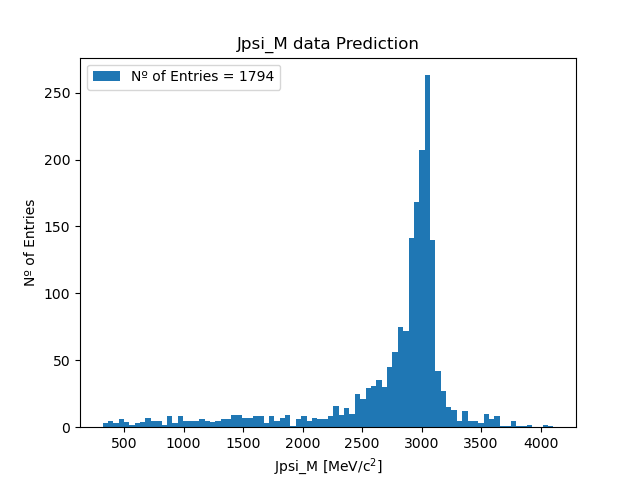 Jpsi_M data Prediction
Nº of Entries = 1794
Nº of Entries
250
200
150
100
50
0
500 1000 1500 2000 2500 3000 3500 4000
Jpsi_M [MeV/c²]